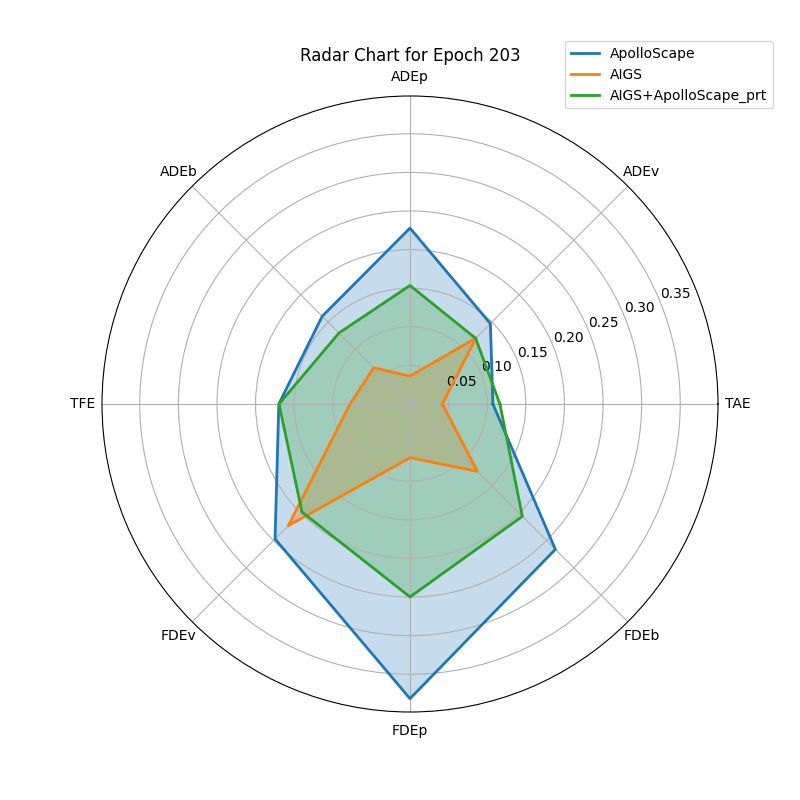 Radar Chart for Epoch 203
ApolloScape
AIGS
AIGS+ApolloScape_prt
ADEp
ADEb
ADEv
0.35
0.30
0.25
0.20
0.15
0.10
0.05
TFE
TAE
FDEv
FDEb
FDEp